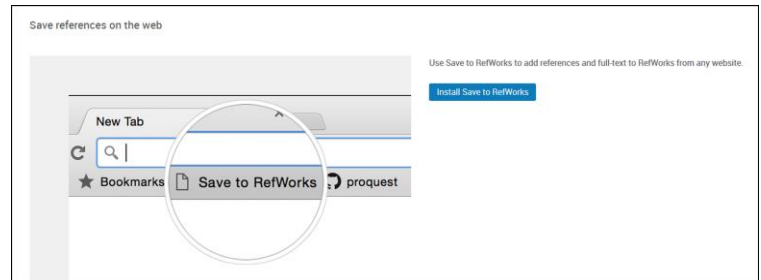 Save references on the web
Use Save to RefWorks to add references and full-text to RefWorks from any website.
Install Save to RefWorks
New Tab
Bookmarks
Save to RefWorks
proquest